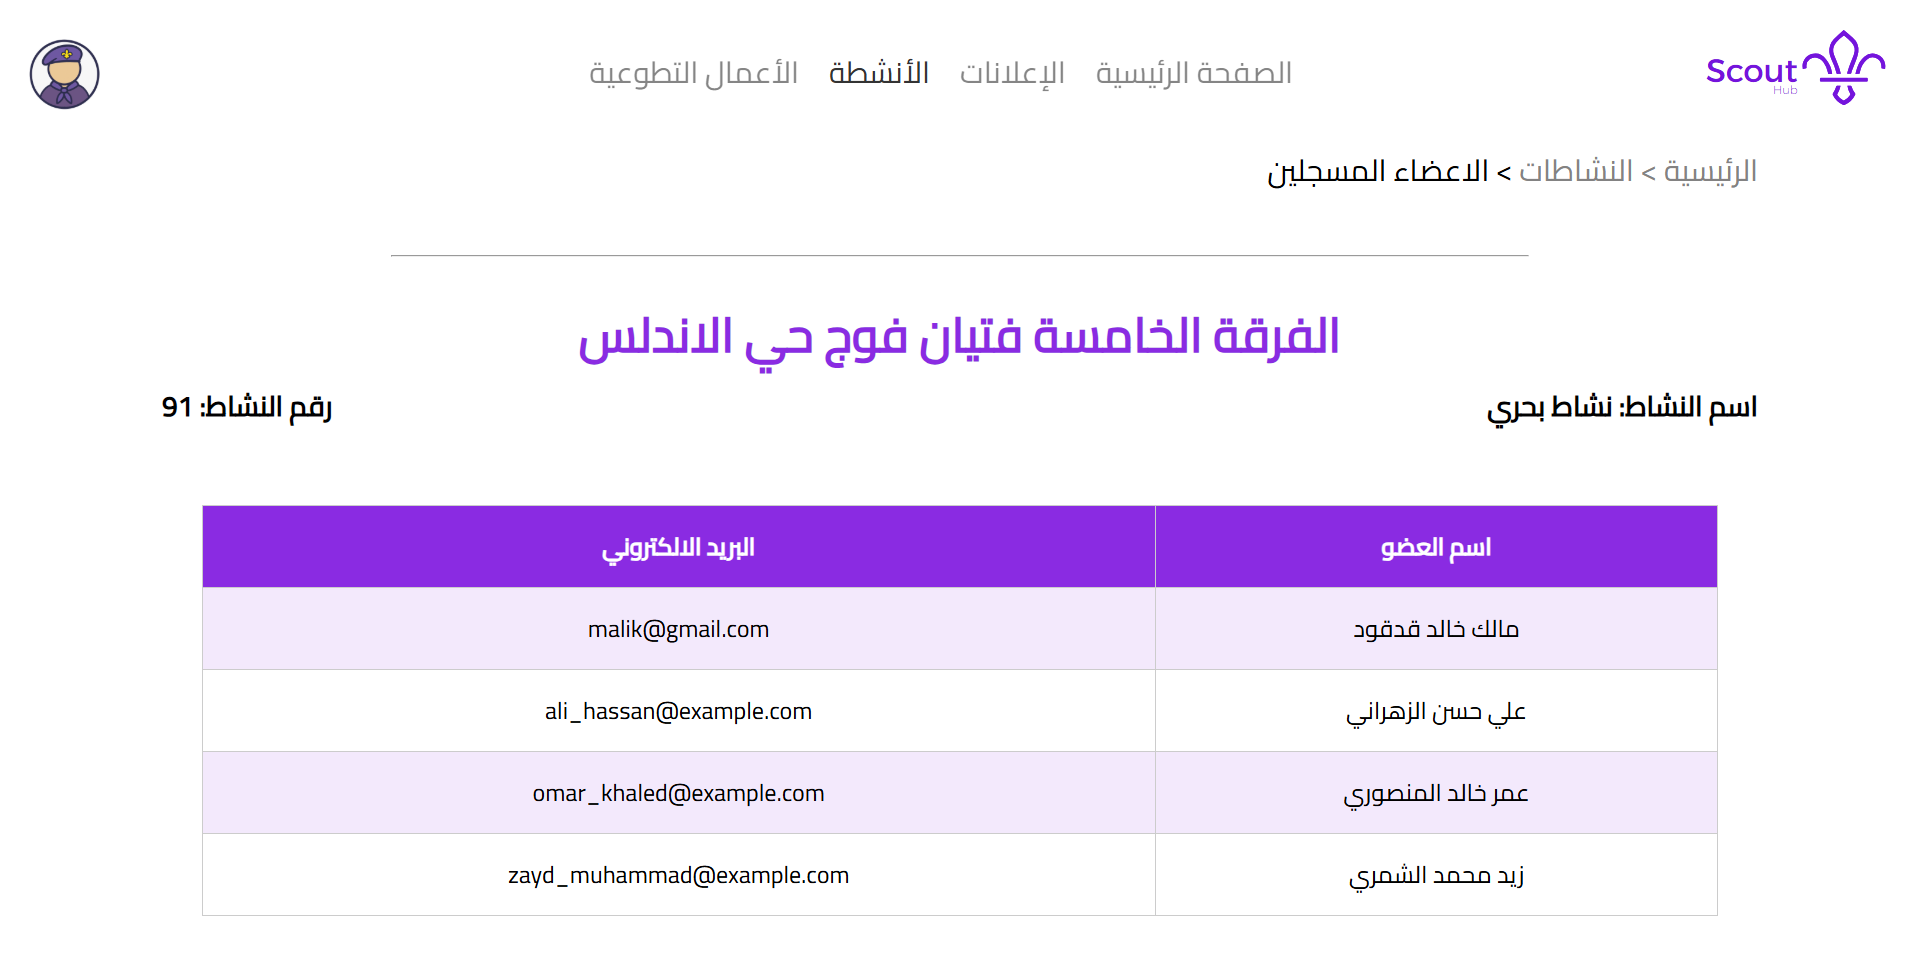 Scout
Hub
الصفحة الرئيسية الإعلانات الأنشطة الأعمال التطوعية
الرئيسية > النشاطات > الاعضاء المسجلين
الفرقة الخامسة فتيان فوج حي الاندلس
اسم النشاط: نشاط بحري رقم النشاط: 91
اسم العضو البريد الالكتروني
مالك خالد قدقود malik@gmail.com
علي حسن الزهراني ali_hassan@example.com
عمر خالد المنصوري omar_khaled@example.com
زيد محمد الشمري zayd_muhammad@example.com